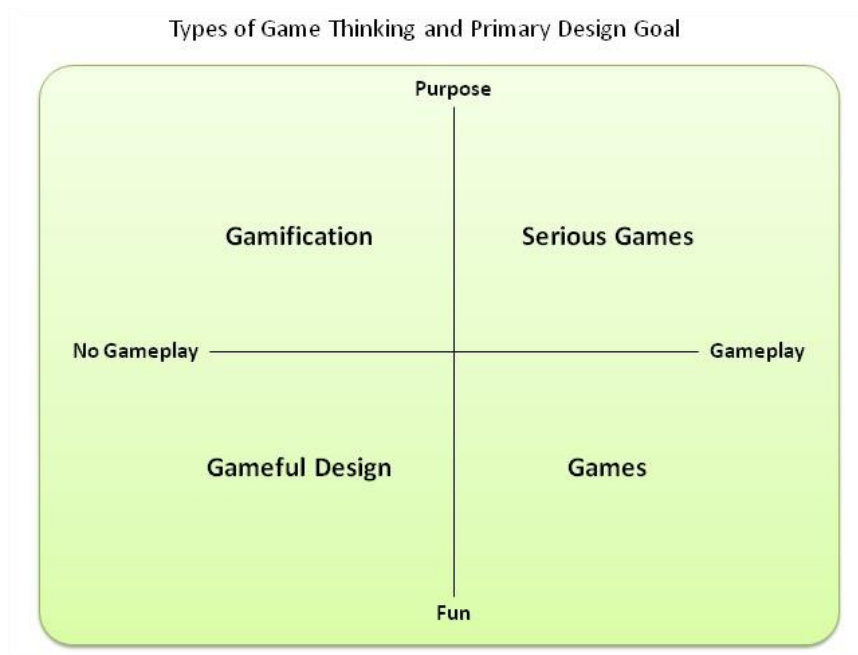 Types of Game Thinking and Primary Design Goal
Purpose
Gamification
Serious Games
No Gameplay
Gameplay
Gameful Design
Games
Fun